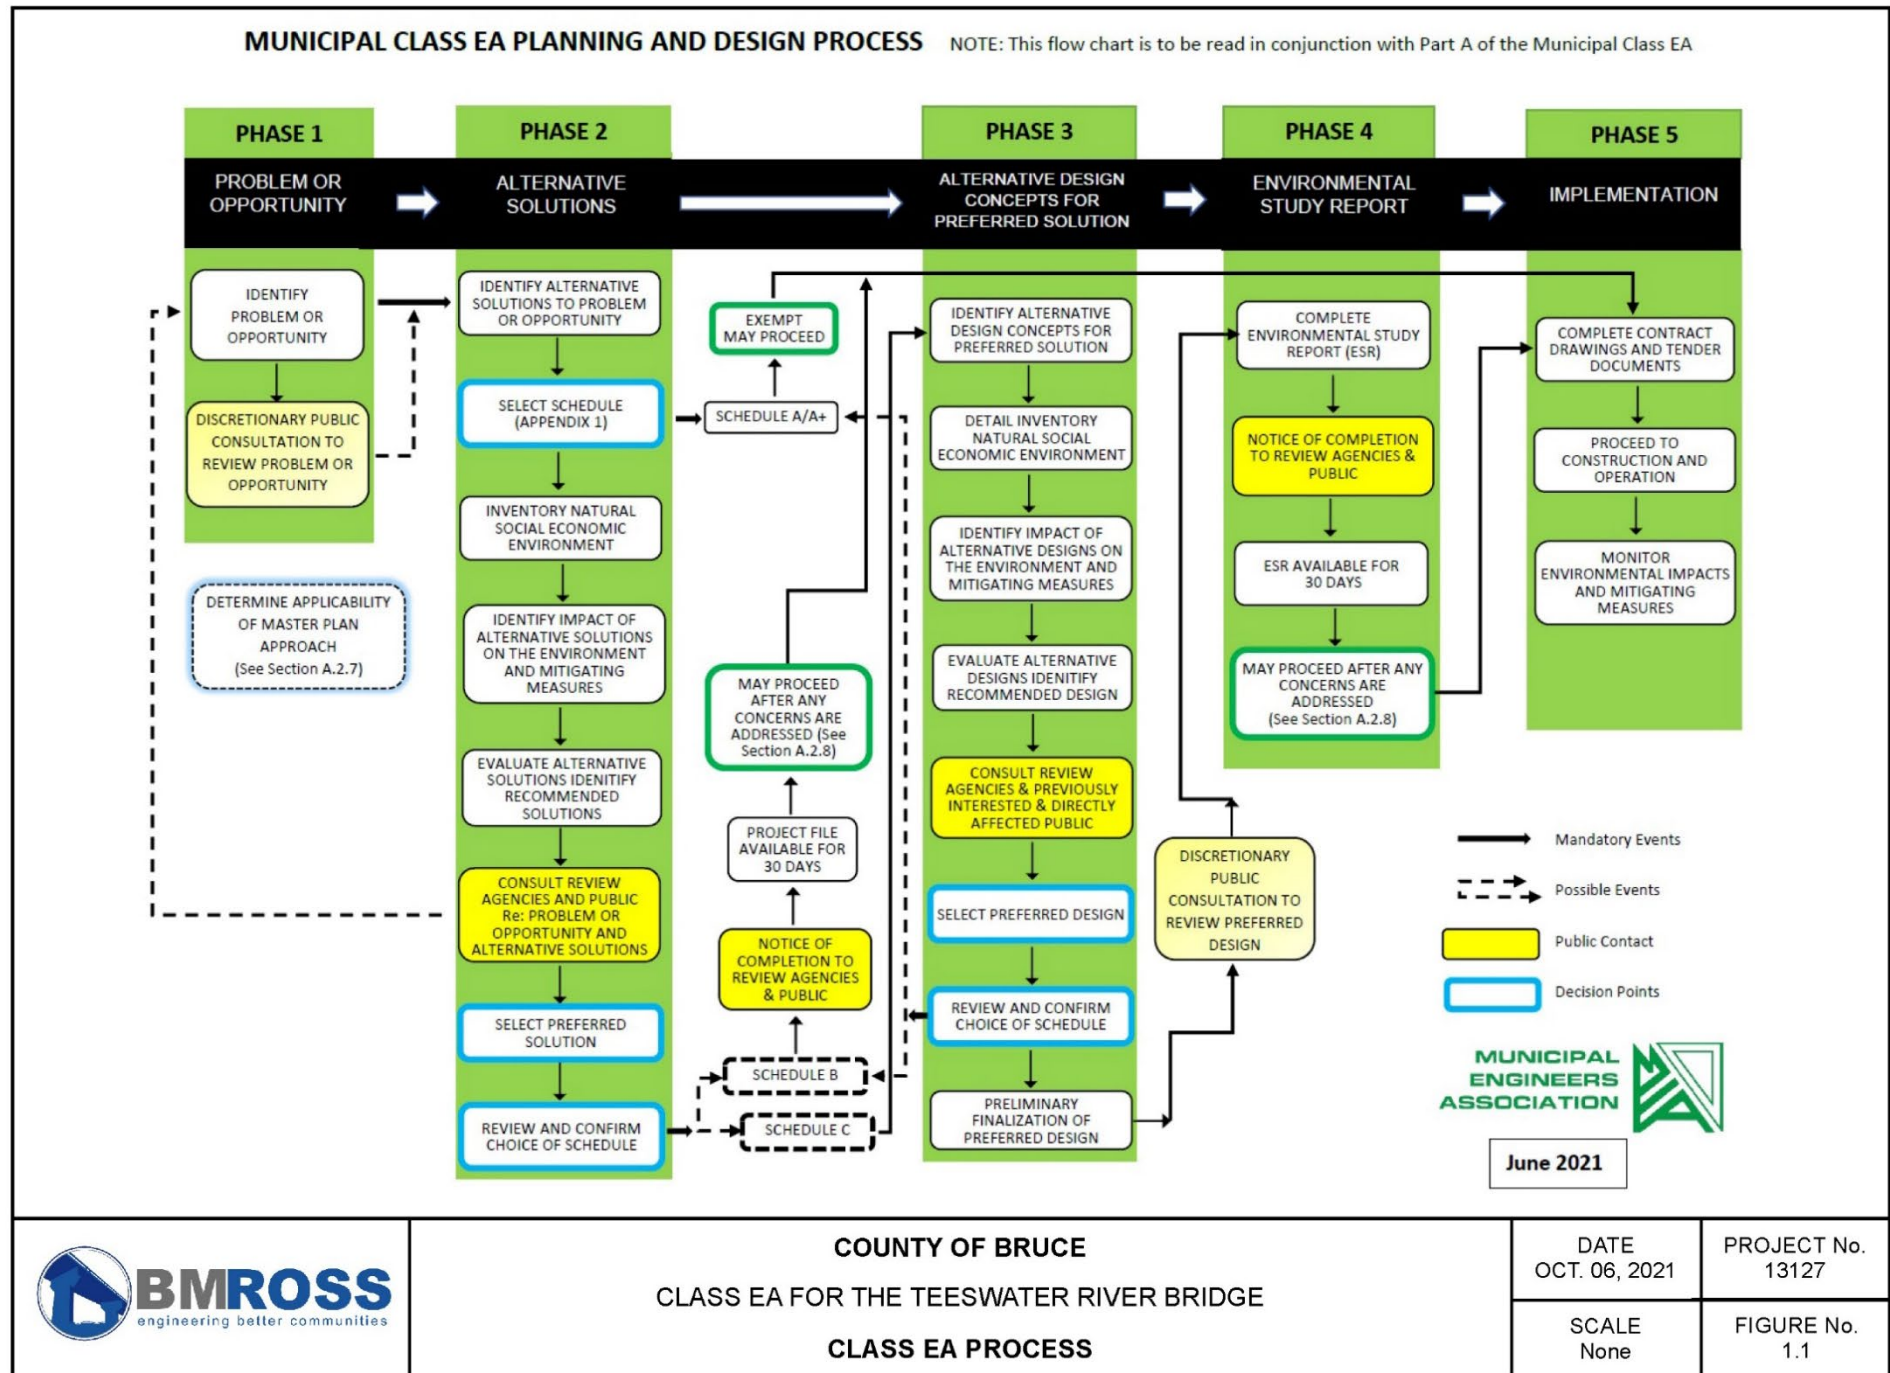 MUNICIPAL CLASS EA PLANNING AND DESIGN PROCESS
NOTE: This flow chart is to be read in conjunction with Part A of the Municipal Class EA
PHASE 1
PROBLEM OR
OPPORTUNITY
IDENTIFY
PROBLEM OR
OPPORTUNITY
DISCRETIONARY PUBLIC
CONSULTATION TO
REVIEW PROBLEM OR
OPPORTUNITY
DETERMINE APPLICABILITY
OF MASTER PLAN
APPROACH
(See Section A.2.7)
PHASE 2
ALTERNATIVE
SOLUTIONS
IDENTIFY ALTERNATIVE
SOLUTIONS TO PROBLEM
OR OPPORTUNITY
SELECT SCHEDULE
(APPENDIX 1)
INVENTORY NATURAL
SOCIAL ECONOMIC
ENVIRONMENT
IDENTIFY IMPACT OF
ALTERNATIVE SOLUTIONS
ON THE ENVIRONMENT
AND MITIGATING
MEASURES
EVALUATE ALTERNATIVE
SOLUTIONS IDENITIFY
RECOMMENDED
SOLUTIONS
CONSULT REVIEW
AGENCIES AND PUBLIC
Re: PROBLEM OR
OPPORTUNITY AND
ALTERNATIVE SOLUTIONS
SELECT PREFERRED
SOLUTION
REVIEW AND CONFIRM
CHOICE OF SCHEDULE
EXEMPT
MAY PROCEED
SCHEDULE A/A+
MAY PROCEED
AFTER ANY
CONCERNS ARE
ADDRESSED (See
Section A.2.8)
PROJECT FILE
AVAILABLE FOR
30 DAYS
NOTICE OF
COMPLETION TO
REVIEW AGENCIES
& PUBLIC
SCHEDULE B
SCHEDULE C
PHASE 3
ALTERNATIVE DESIGN
CONCEPTS FOR
PREFERRED SOLUTION
IDENTIFY ALTERNATIVE
DESIGN CONCEPTS FOR
PREFERRED SOLUTION
DETAIL INVENTORY
NATURAL SOCIAL
ECONOMIC ENVIRONMENT
IDENTIFY IMPACT OF
ALTERNATIVE DESIGNS ON
THE ENVIRONMENT AND
MITIGATING MEASURES
EVALUATE ALTERNATIVE
DESIGNS IDENTIFY
RECOMMENDED DESIGN
CONSULT REVIEW
AGENCIES & PREVIOUSLY
INTERESTED & DIRECTLY
AFFECTED PUBLIC
SELECT PREFERRED DESIGN
REVIEW AND CONFIRM
CHOICE OF SCHEDULE
PRELIMINARY
FINALIZATION OF
PREFERRED DESIGN
DISCRETIONARY
PUBLIC
CONSULTATION TO
REVIEW PREFERRED
DESIGN
PHASE 4
ENVIRONMENTAL
STUDY REPORT
COMPLETE
ENVIRONMENTAL STUDY
REPORT (ESR)
NOTICE OF COMPLETION
TO REVIEW AGENCIES &
PUBLIC
ESR AVAILABLE FOR
30 DAYS
MAY PROCEED AFTER ANY
CONCERNS ARE
ADDRESSED
(See Section A.2.8)
PHASE 5
IMPLEMENTATION
COMPLETE CONTRACT
DRAWINGS AND TENDER
DOCUMENTS
PROCEED TO
CONSTRUCTION AND
OPERATION
MONITOR
ENVIRONMENTAL IMPACTS
AND MITIGATING
MEASURES
Mandatory Events
Possible Events
Public Contact
Decision Points
MUNICIPAL
ENGINEERS
ASSOCIATION
MEA
June 2021
BMROSS
engineering better communities
COUNTY OF BRUCE
CLASS EA FOR THE TEESWATER RIVER BRIDGE
CLASS EA PROCESS
DATE
OCT. 06, 2021
PROJECT No.
13127
SCALE
None
FIGURE No.
1.1